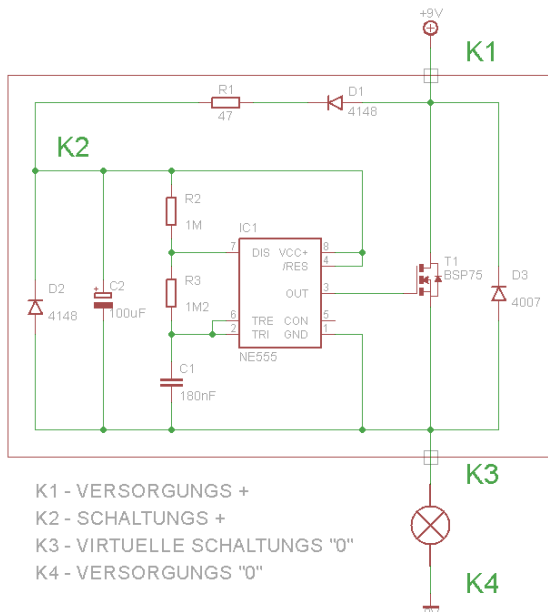 +9V
K1
R1
47
D1
4148
K2
R2
1M
IC1
7 DIS VCC+ 8
/RES 4
R3
1M2
OUT 3
T1
BSP75
D2
4148
C2
+
100uF
D3
4007
6 TRE CON 5
2 TRI GND 1
NE555
C1
180nF
K3
K1 - VERSORGUNGS +
K2 - SCHALTUNGS +
K3 - VIRTUELLE SCHALTUNGS "0"
K4 - VERSORGUNGS "0"
K4